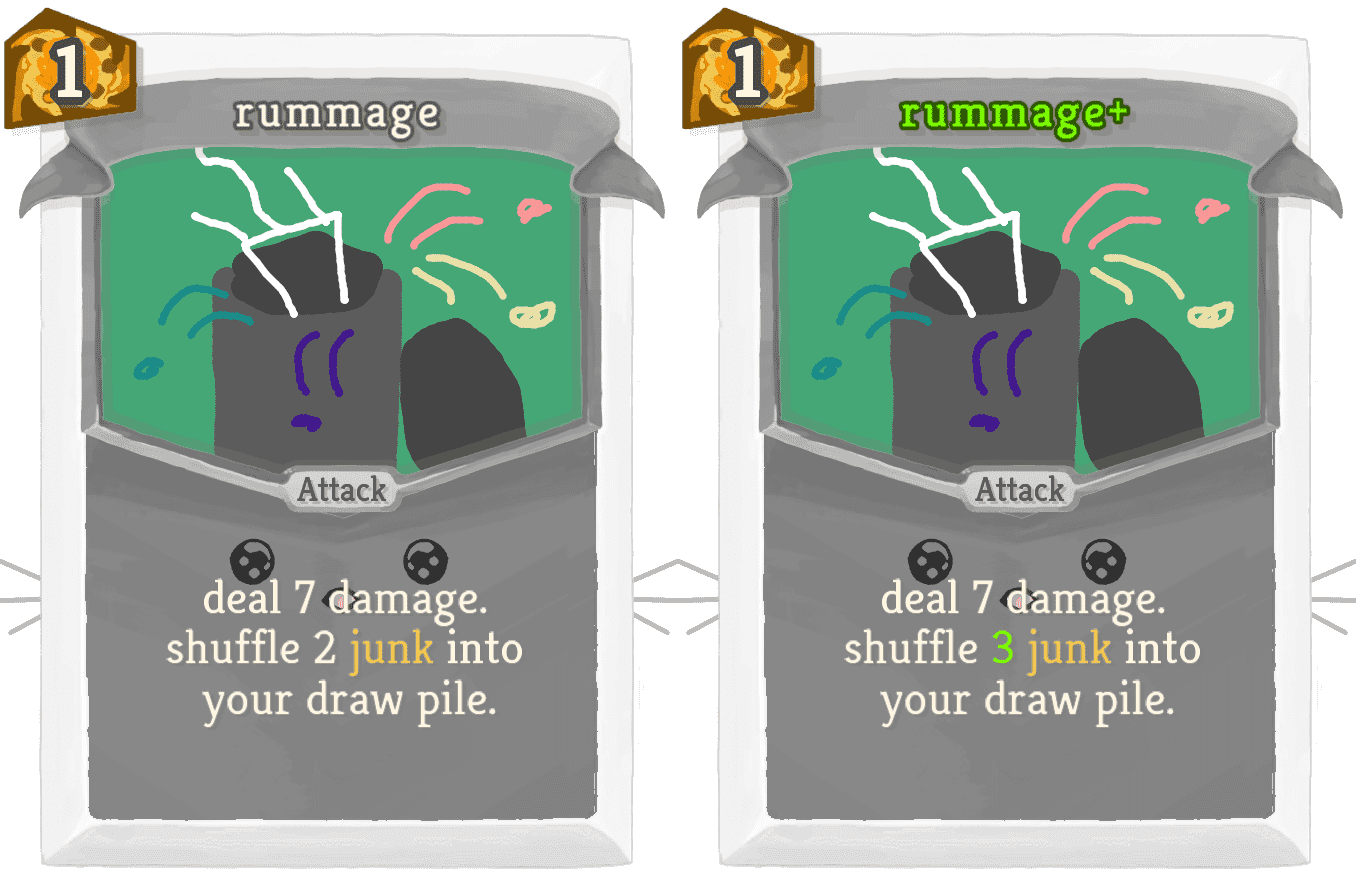 1
rummage
Attack
deal 7 damage.
shuffle 2 junk into
your draw pile.
1
rummage+
Attack
deal 7 damage.
shuffle 3 junk into
your draw pile.